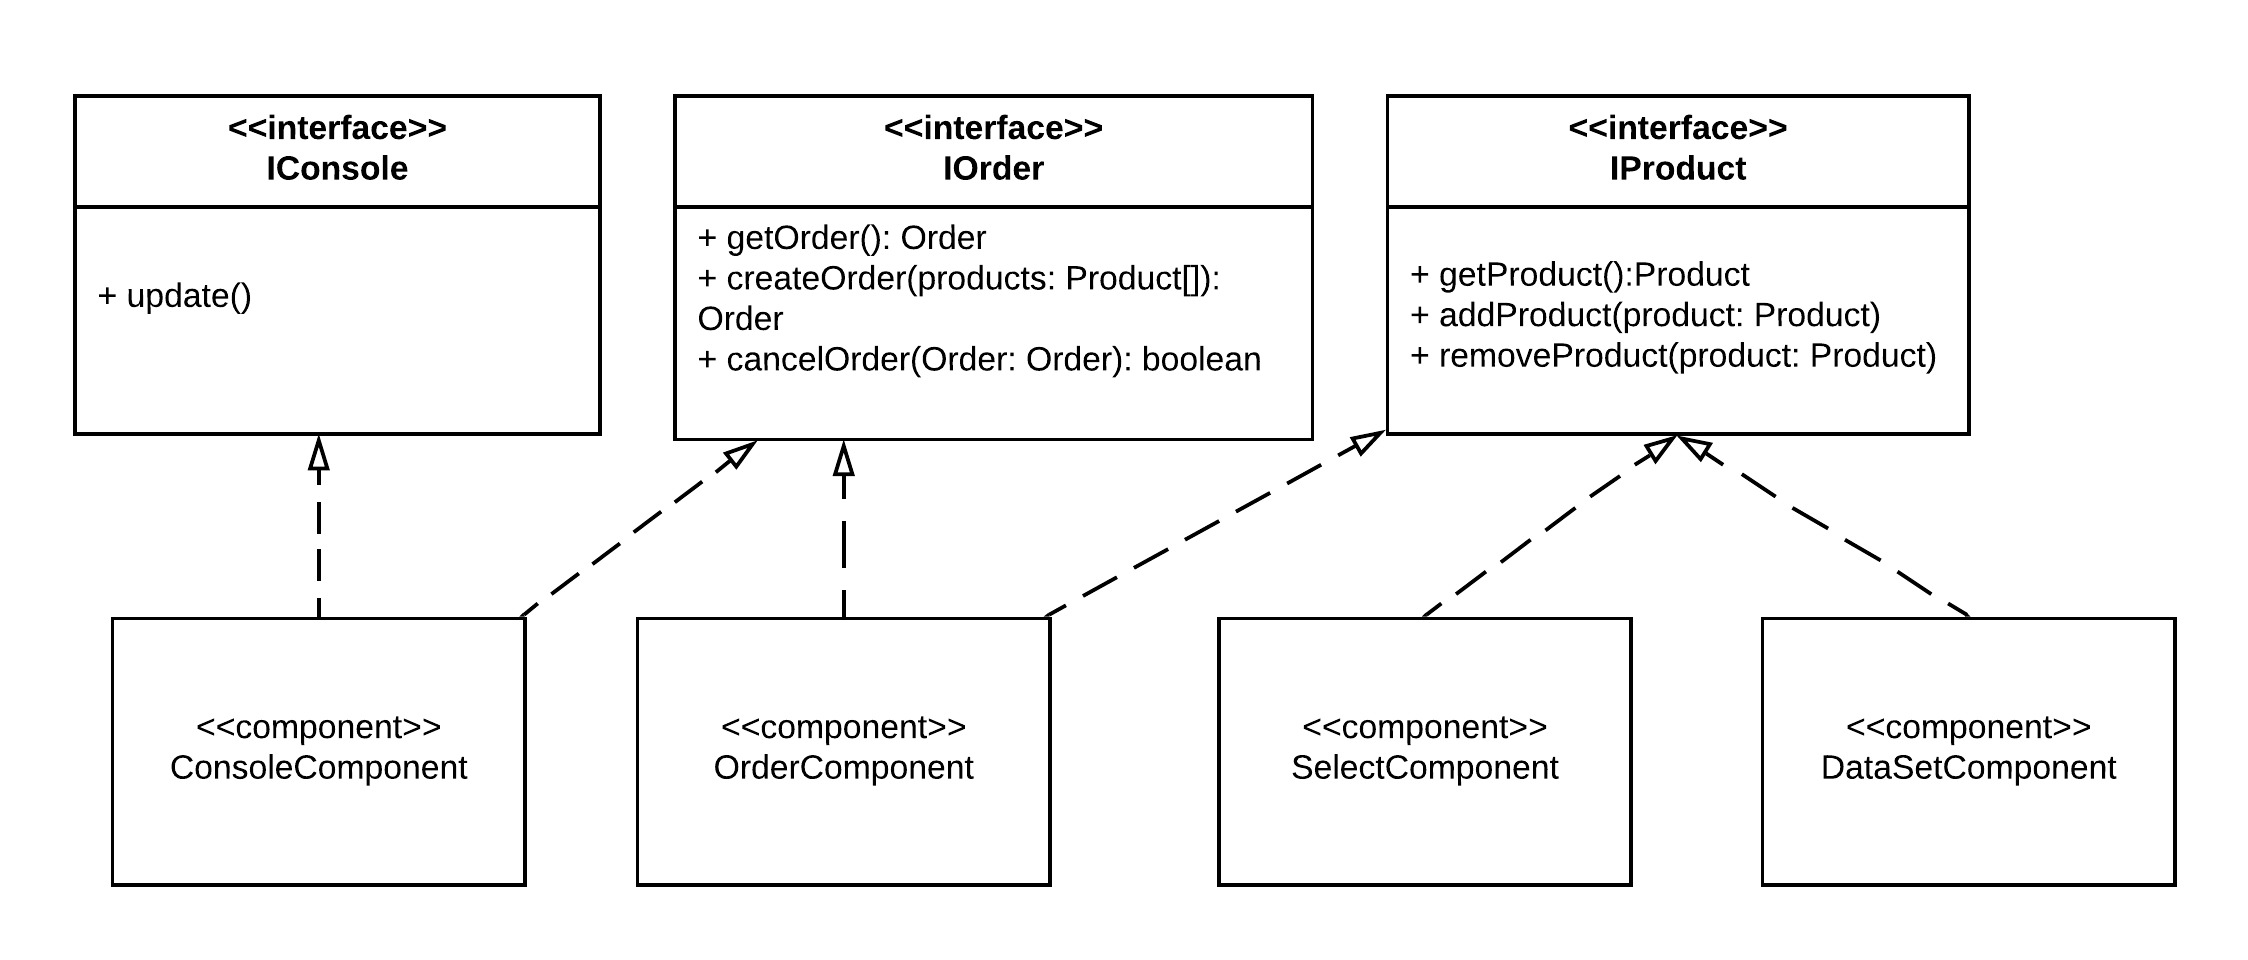 <<interface>>
IConsole
+ update()
<<interface>>
IOrder
+ getOrder(): Order
+ createOrder(products: Product[]):
Order
+ cancelOrder(Order: Order): boolean
<<interface>>
IProduct
+ getProduct():Product
+ addProduct(product: Product)
+ removeProduct(product: Product)
<<component>>
ConsoleComponent
<<component>>
OrderComponent
<<component>>
SelectComponent
<<component>>
DataSetComponent